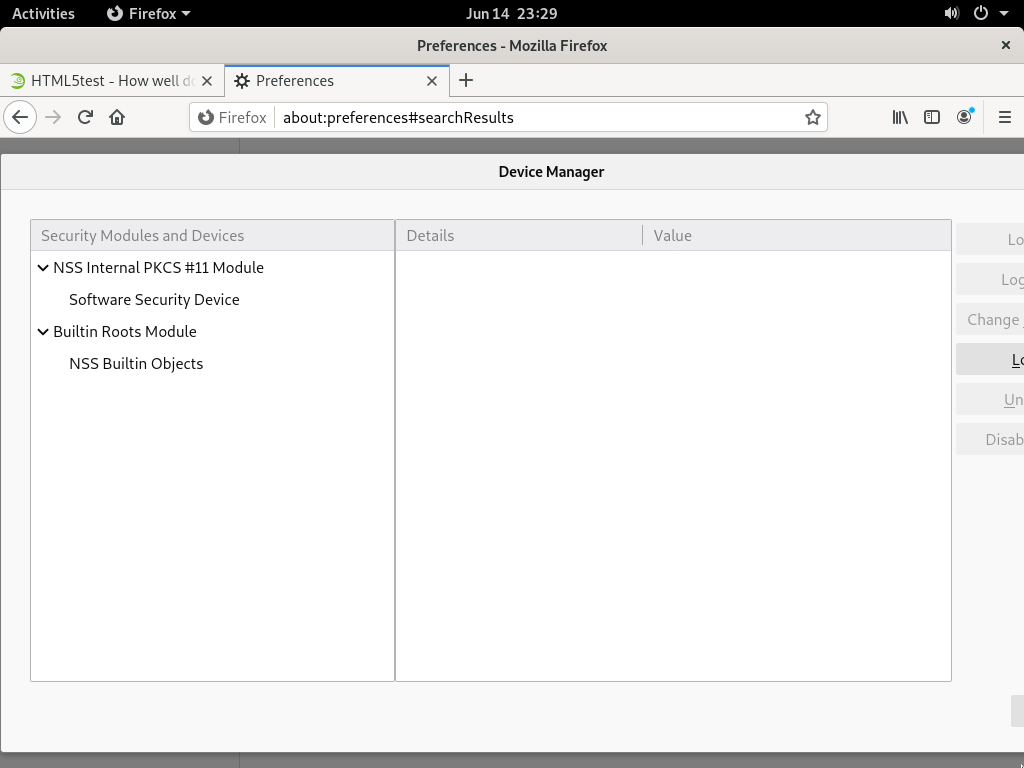 Activities
Firefox
Jun 14 23:29
Preferences - Mozilla Firefox
HTML5test - How well do
Preferences
Firefox
about:preferences#searchResults
Device Manager
Security Modules and Devices
Details
Value
NSS Internal PKCS #11 Module
Software Security Device
Builtin Roots Module
NSS Builtin Objects
Lo
Log
Change
Lo
Un
Disab